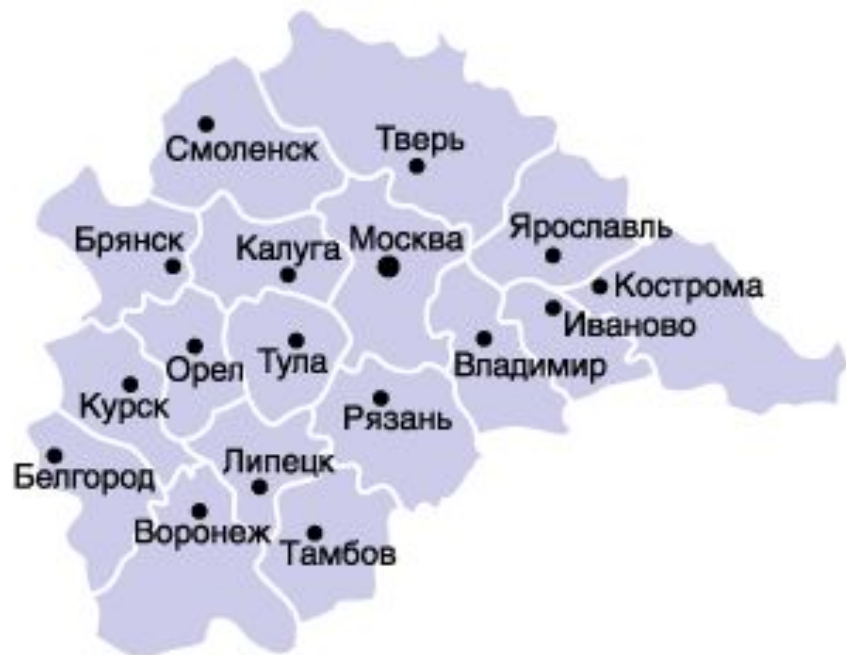 Смоленск
Тверь
Ярославль
Брянск
Калуга
Москва
Кострома
Иваново
Орел
Тула
Владимир
Курск
Рязань
Липецк
Белгород
Воронеж
Тамбов